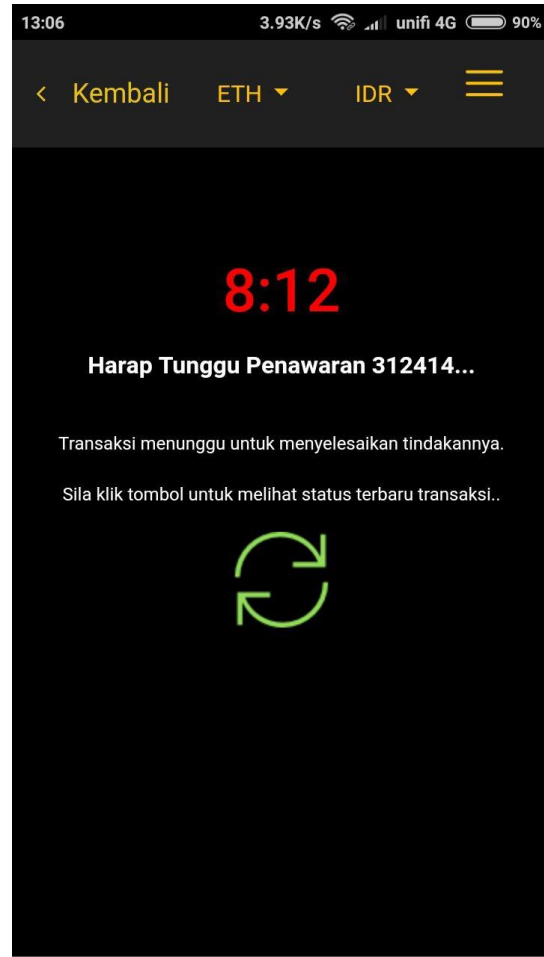 13:06 3.93K/s unifi 4G 90%
< Kembali ETH IDR
8:12
Harap Tunggu Penawaran 312414...
Transaksi menunggu untuk menyelesaikan tindakannya.
Sila klik tombol untuk melihat status terbaru transaksi..